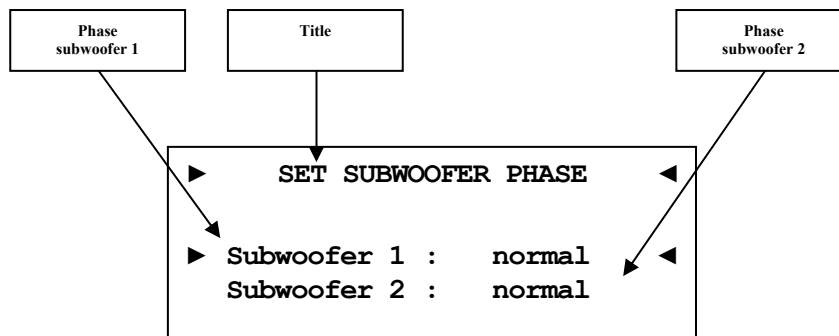 Phase
subwoofer 1
Title
Phase
subwoofer 2
► SET SUBWOOFER PHASE ◄
► Subwoofer 1 : normal ◄
Subwoofer 2 : normal